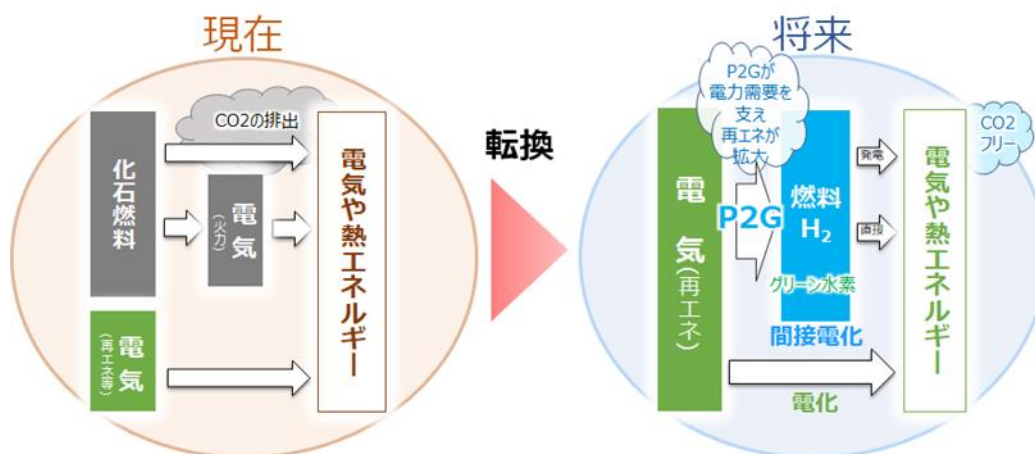 現在
CO2の排出
化石燃料
電気
(火力)
電気
(再エネ等)
電気や熱エネルギー
転換
将来
P2Gが
電力需要を
支え
再エネが
拡大
CO2
フリー
電気(再エネ)
P2G
燃料
H₂
発電
直接
グリーン水素
間接電化
電化
電気や熱エネルギー